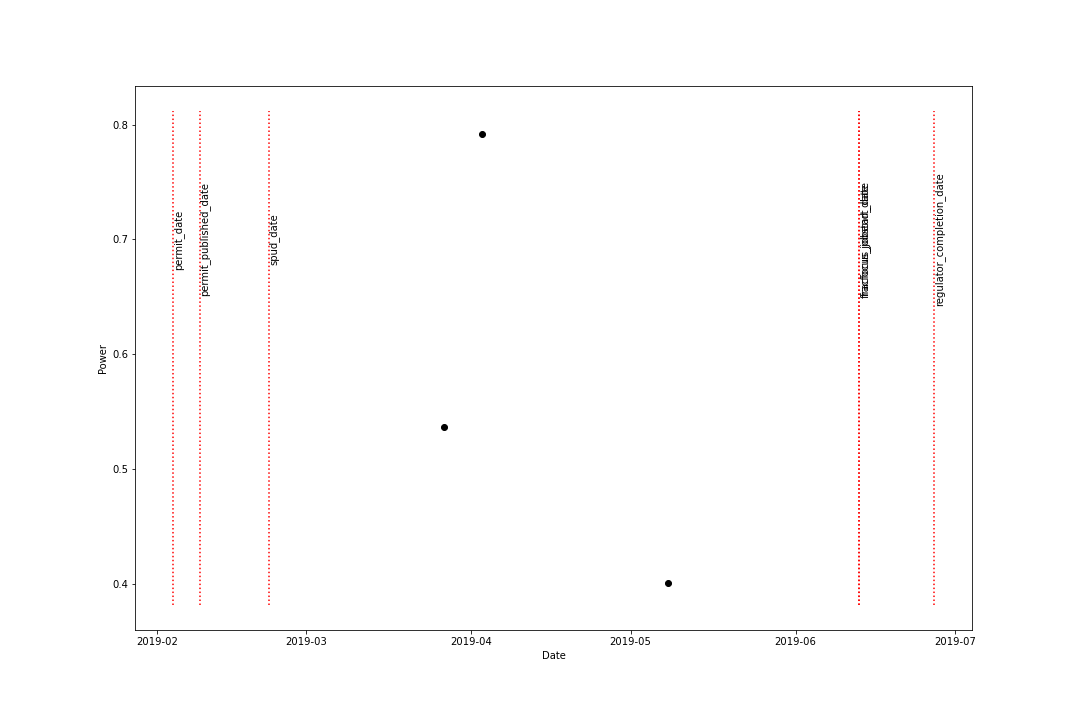 0.8
0.7
0.6
0.5
0.4
Power
permit_date
permit_published_date
spud_date
regulator_completion_date
2019-02
2019-03
2019-04
2019-05
2019-06
2019-07
Date